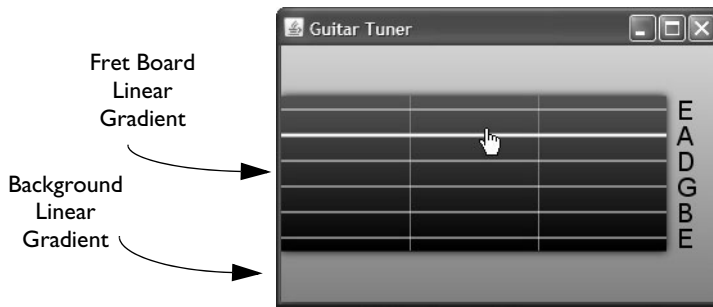 Guitar Tuner
Fret Board
Linear
Gradient
Background
Linear
Gradient
E
A
D
G
B
E